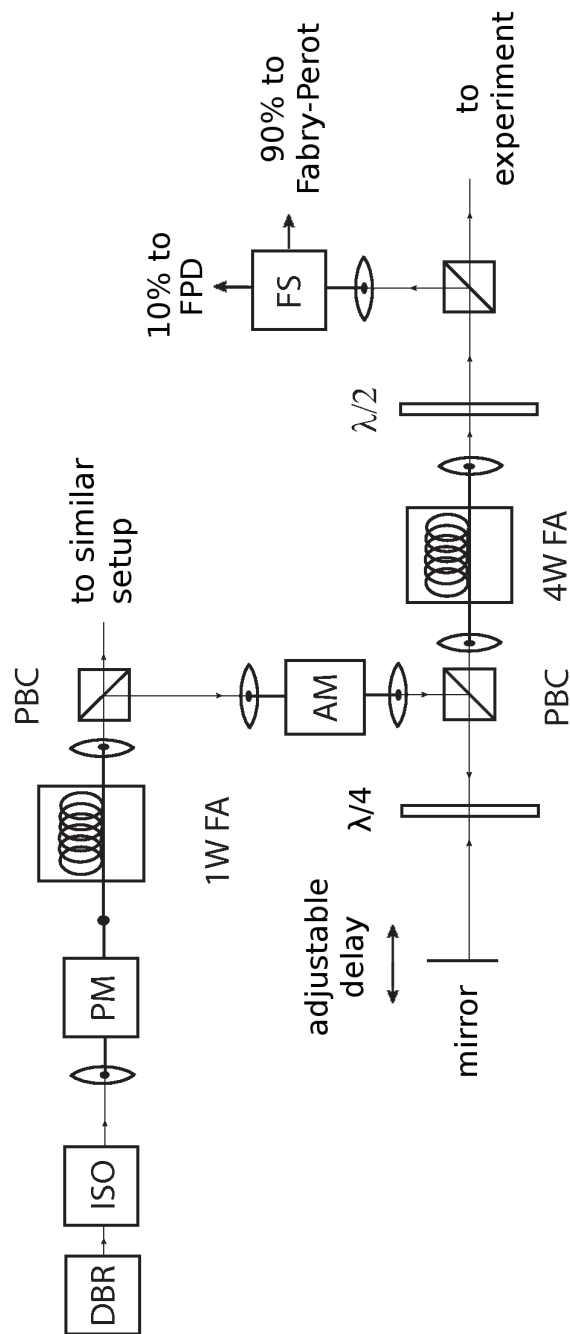 DBR
ISO
PM
1W FA
PBC
to similar
setup
AM
mirror
adjustable
delay
λ/4
PBC
4W FA
λ/2
FS
10% to
FPD
90% to
Fabry-Perot
to
experiment